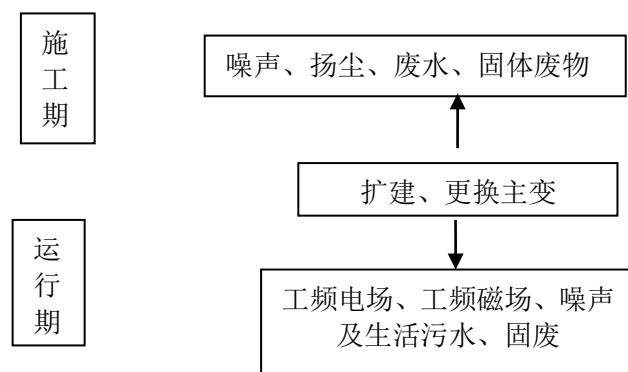 施
工
期
噪声、扬尘、废水、固体废物
扩建、更换主变
运
行
期
工频电场、工频磁场、噪声
及生活污水、固废